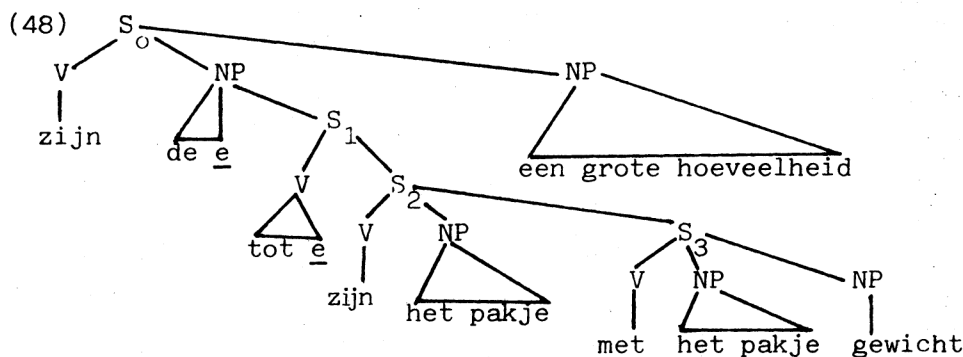 (48) S₀
V NP NP
zijn
de e S₁
een grote hoeveelheid
V S₂
tot e V NP S₃
zijn V NP NP
het pakje
met het pakje gewicht